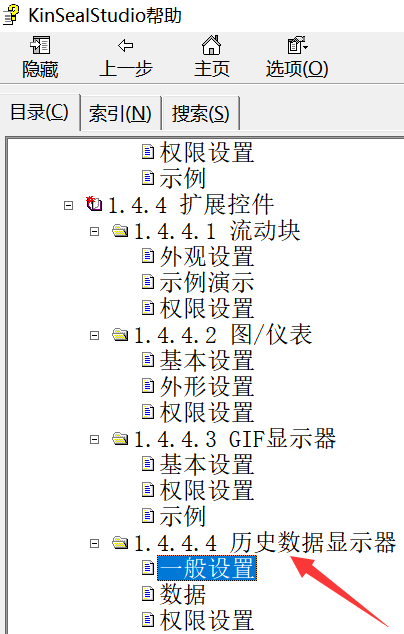 KinSealStudio帮助
隐藏 上一步 主页 选项(O)
目录(C) 索引(N) 搜索(S)
权限设置
示例
1.4.4 扩展控件
1.4.4.1 流动块
外观设置
示例演示
权限设置
1.4.4.2 图/仪表
基本设置
外形设置
权限设置
1.4.4.3 GIF显示器
基本设置
权限设置
示例
1.4.4.4 历史数据显示器
一般设置
数据
权限设置